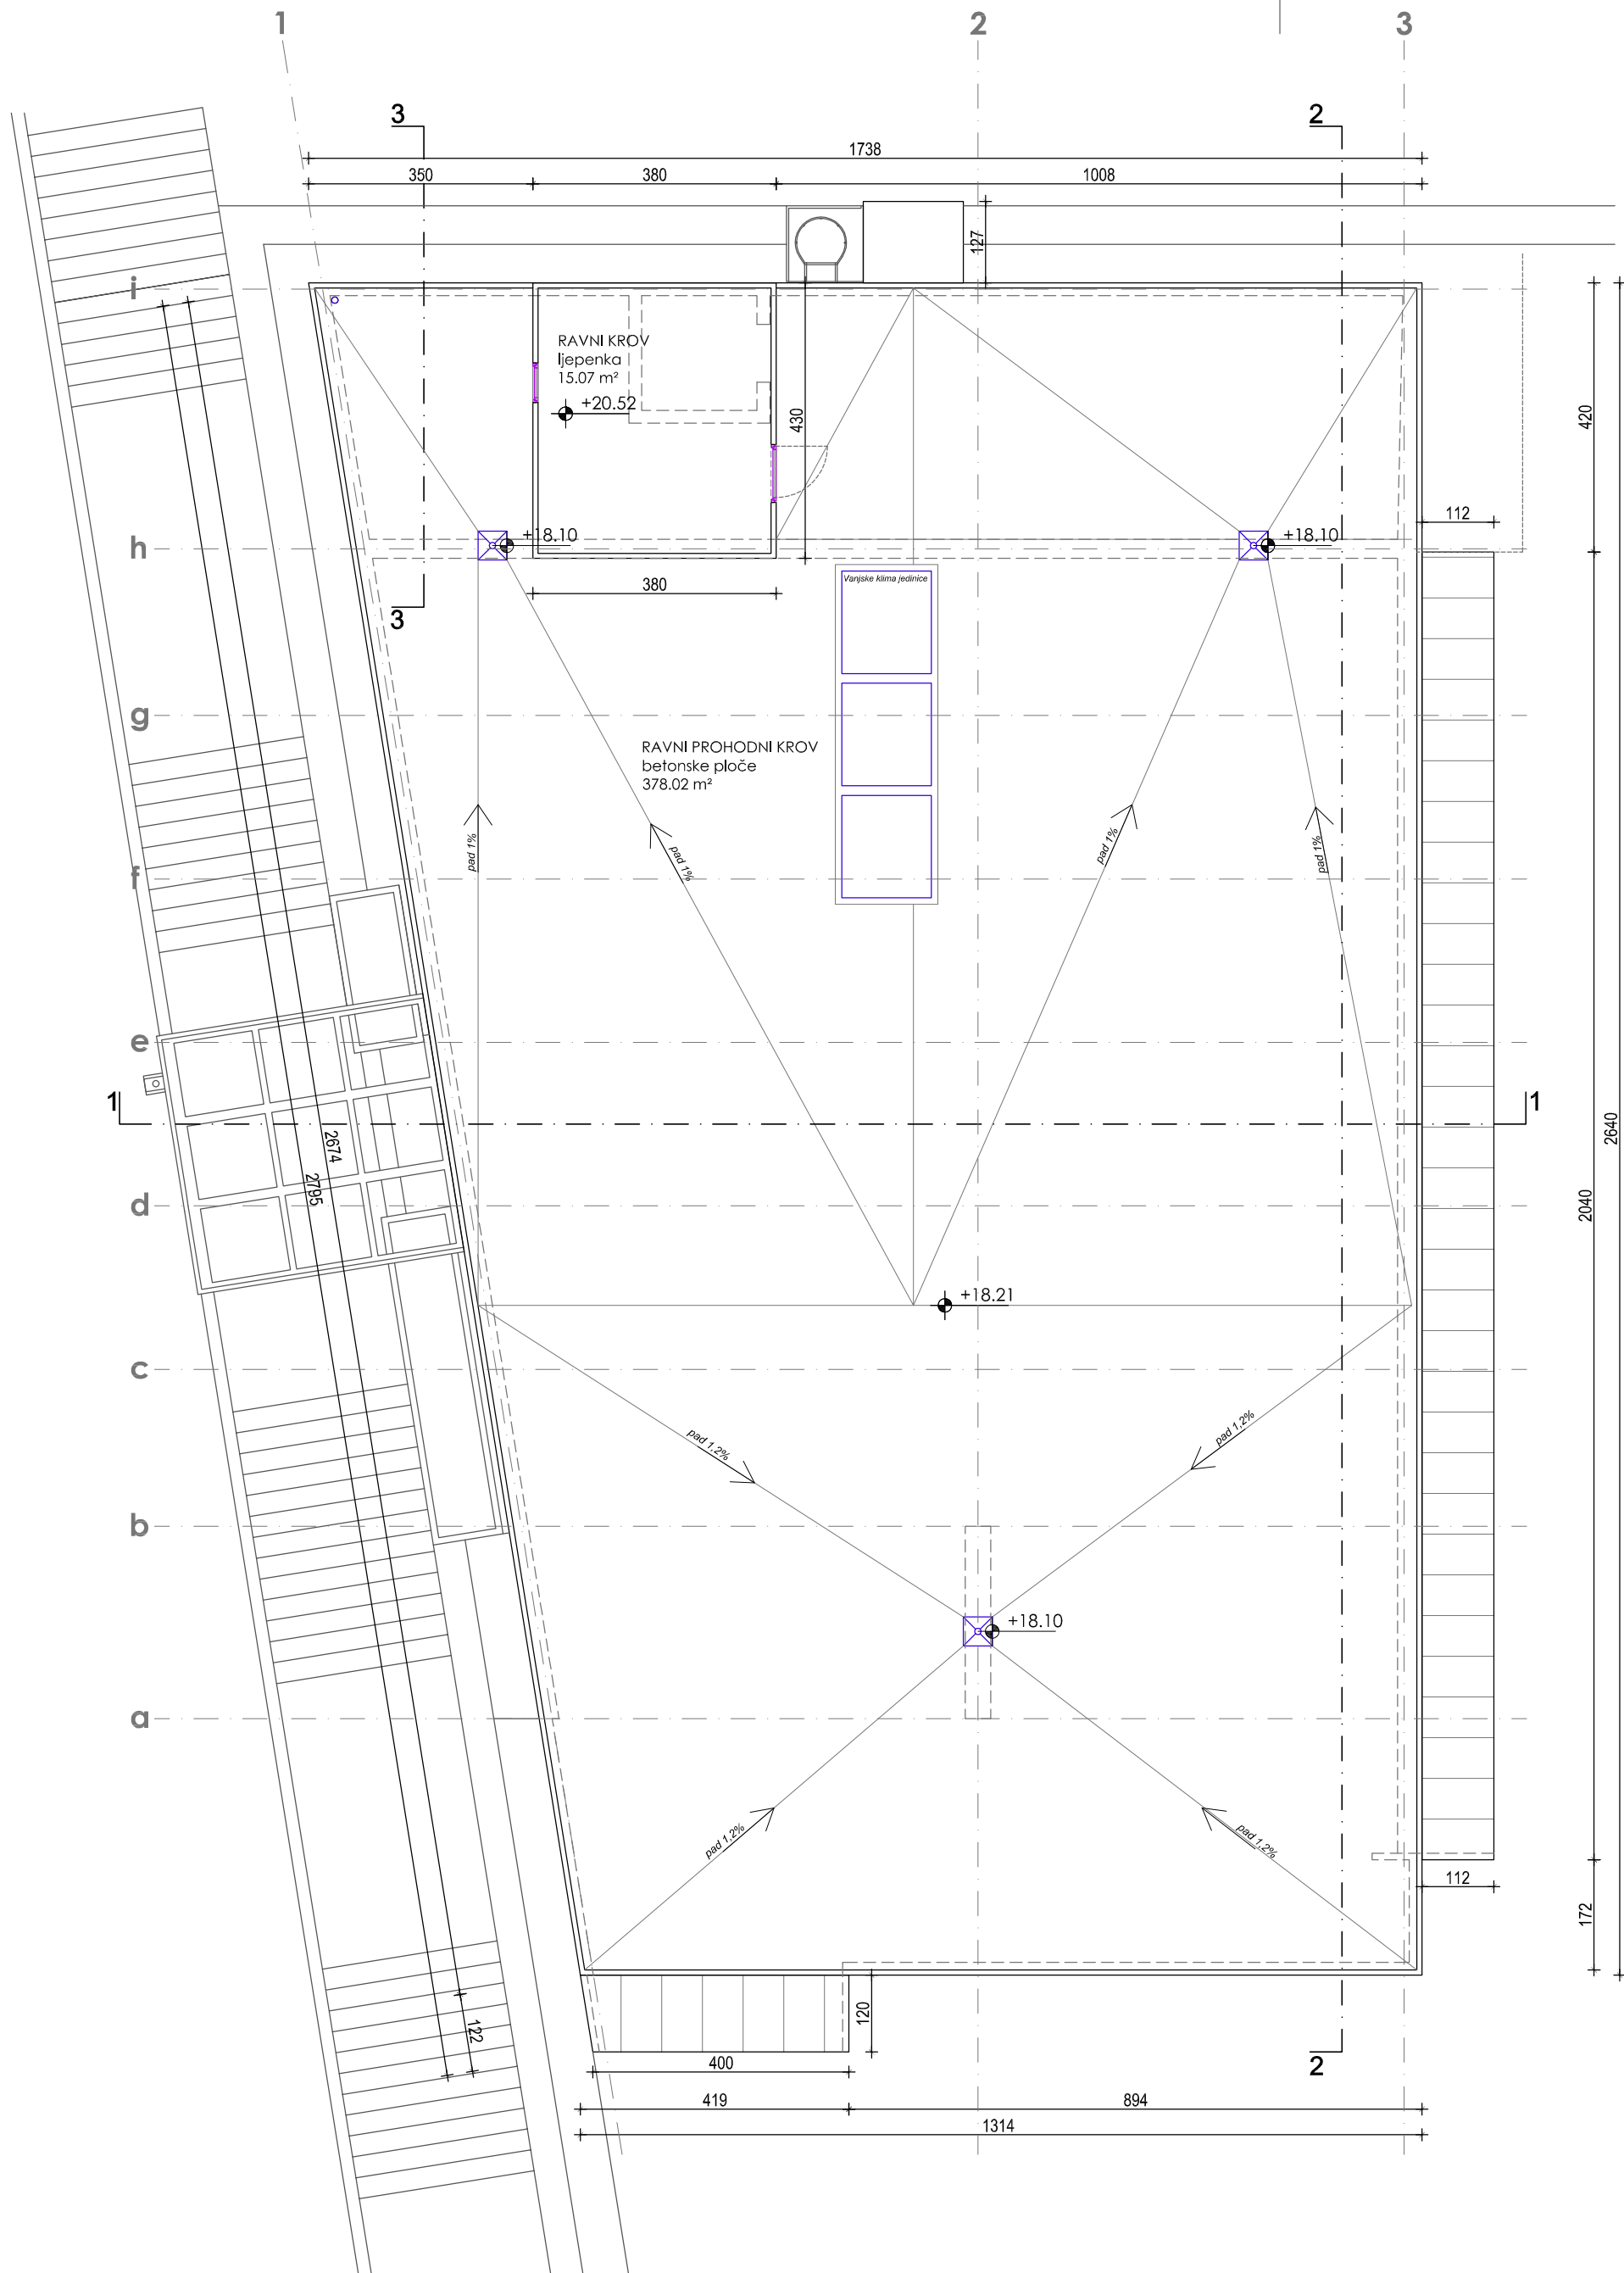 1
2
3
3
2
1738
350
380
1008
127
i
RAVNI KROV
ljepenka
15.07 m²
+20.52
430
420
h
+18.10
+18.10
112
3
380
Vanjske klima jedinice
g
RAVNI PROHODNI KROV
betonske ploče
378.02 m²
f
pad 1%
pad 1%
pad 1%
pad 1%
e
1
1
2674
2795
2640
d
2040
+18.21
c
pad 1,2%
pad 1,2%
b
+18.10
a
pad 1,2%
pad 1,2%
112
172
120
122
400
2
419
894
1314